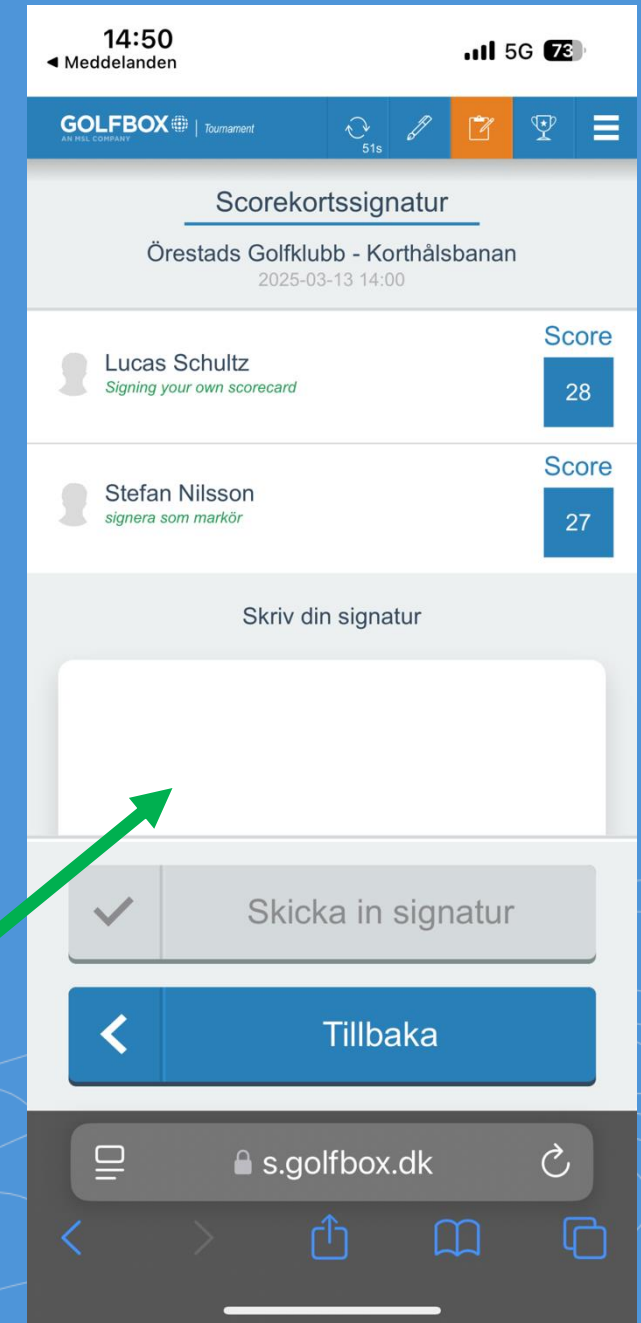 14:50
◀ Meddelanden
5G 73
GOLFBOX | Tournament
AN MSL COMPANY
51s
Scorekortssignatur
Örestads Golfklubb - Korthålsbanan
2025-03-13 14:00
Score
Lucas Schultz
Signing your own scorecard
28
Score
Stefan Nilsson
signera som markör
27
Skriv din signatur
Skicka in signatur
Tillbaka
s.golfbox.dk